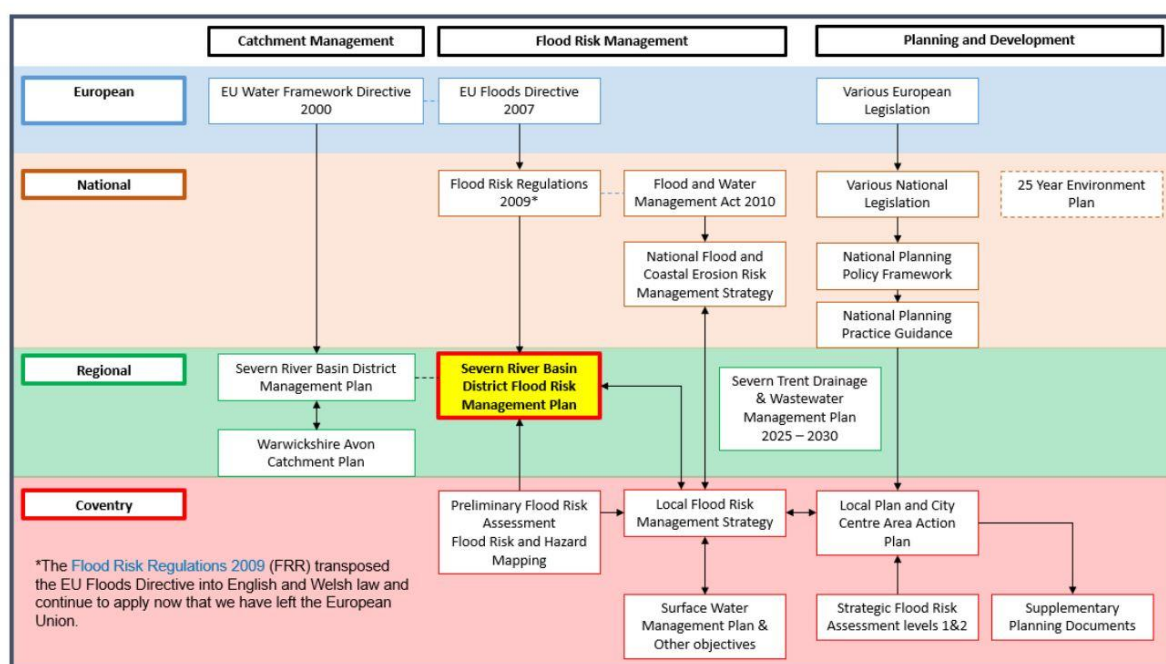 Catchment Management
Flood Risk Management
Planning and Development
European
EU Water Framework Directive
2000
EU Floods Directive
2007
Various European
Legislation
National
Flood Risk Regulations
2009*
Flood and Water
Management Act 2010
Various National
Legislation
25 Year Environment
Plan
National Flood and
Coastal Erosion Risk
Management Strategy
National Planning
Policy Framework
National Planning
Practice Guidance
Regional
Severn River Basin District
Management Plan
Severn River Basin
District Flood Risk
Management Plan
Severn Trent Drainage
& Wastewater
Management Plan
2025 – 2030
Warwickshire Avon
Catchment Plan
Coventry
Preliminary Flood Risk
Assessment
Flood Risk and Hazard
Mapping
Local Flood Risk
Management Strategy
Local Plan and City
Centre Area Action
Plan
*The Flood Risk Regulations 2009 (FRR) transposed
the EU Floods Directive into English and Welsh law and
continue to apply now that we have left the European
Union.
Surface Water
Management Plan &
Other objectives
Strategic Flood Risk
Assessment levels 1&2
Supplementary
Planning Documents